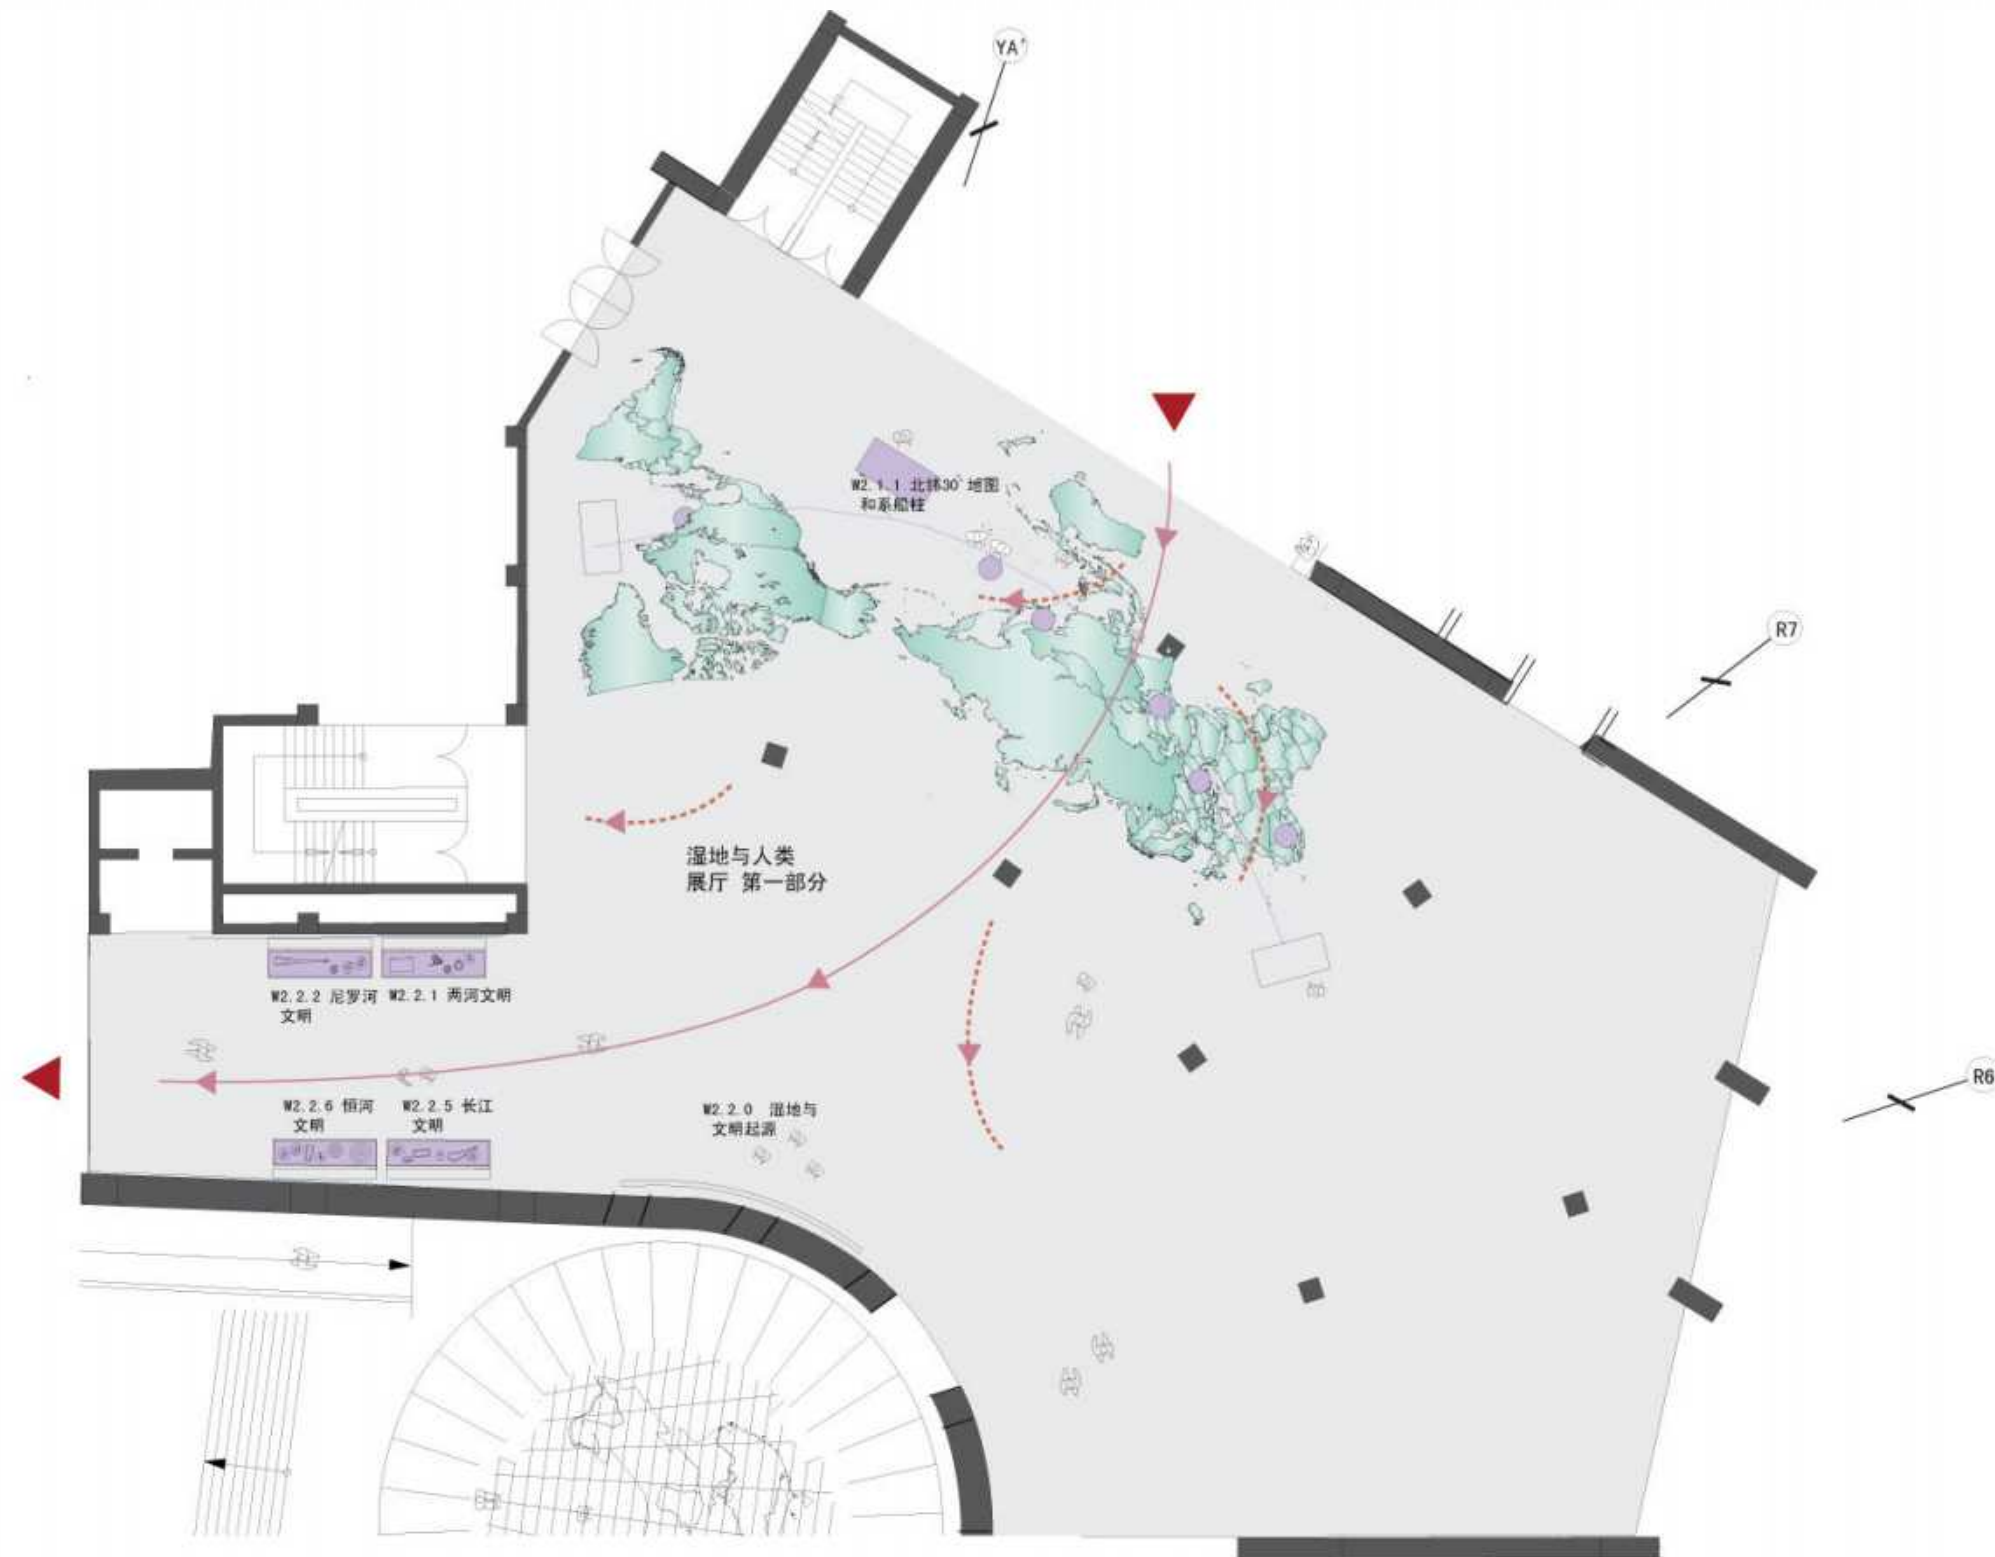 YA'
W2.1.1 北纬30°地图
和系船柱
R7
湿地与人类
展厅 第一部分
W2.2.2 尼罗河
文明
W2.2.1 两河文明
R6
W2.2.6 恒河
文明
W2.2.5 长江
文明
W2.2.0 湿地与
文明起源